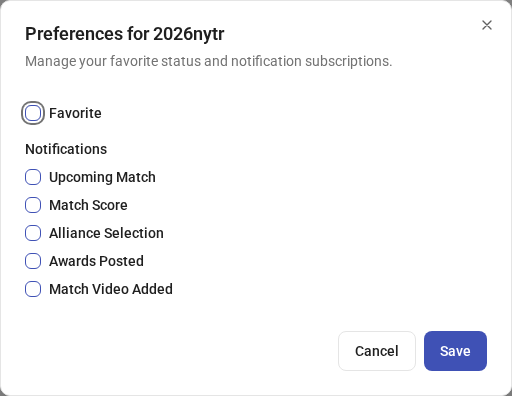 Preferences for 2026nytr
Manage your favorite status and notification subscriptions.
Favorite
Notifications
Upcoming Match
Match Score
Alliance Selection
Awards Posted
Match Video Added
Cancel Save